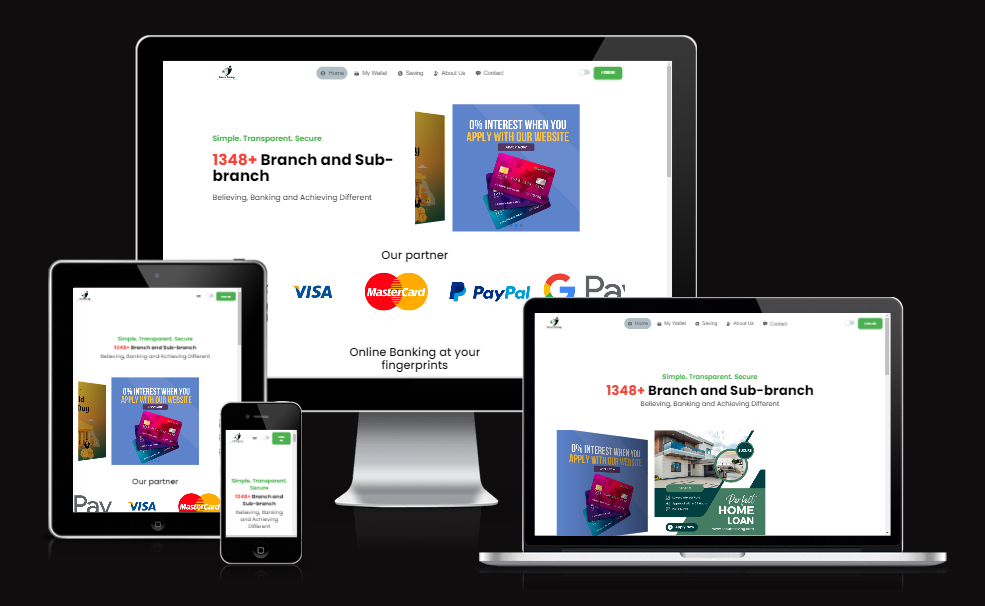 Home My Wallet Saving About Us Contact
Simple. Transparent. Secure
1348+ Branch and Sub-
branch
Believing, Banking and Achieving Different
0% INTEREST WHEN YOU
APPLY WITH OUR WEBSITE
APPLY NOW
Our partner
VISA MasterCard PayPal G Pa
Online Banking at your
fingerprints
Simple. Transparent. Secure
1348+ Branch and Sub-branch
Believing, Banking and Achieving Different
0% INTEREST WHEN YOU
APPLY WITH OUR WEBSITE
Our partner
Pay VISA MasterCard
Simple. Transparent.
Secure
1348+ Branch and
Sub-branch
Believing, Banking
and Achieving
Different
Home My Wallet Saving About Us Contact
Simple. Transparent. Secure
1348+ Branch and Sub-branch
Believing, Banking and Achieving Different
0% INTEREST WHEN YOU
APPLY WITH OUR WEBSITE
Perfect
HOME
LOAN
Apply Now